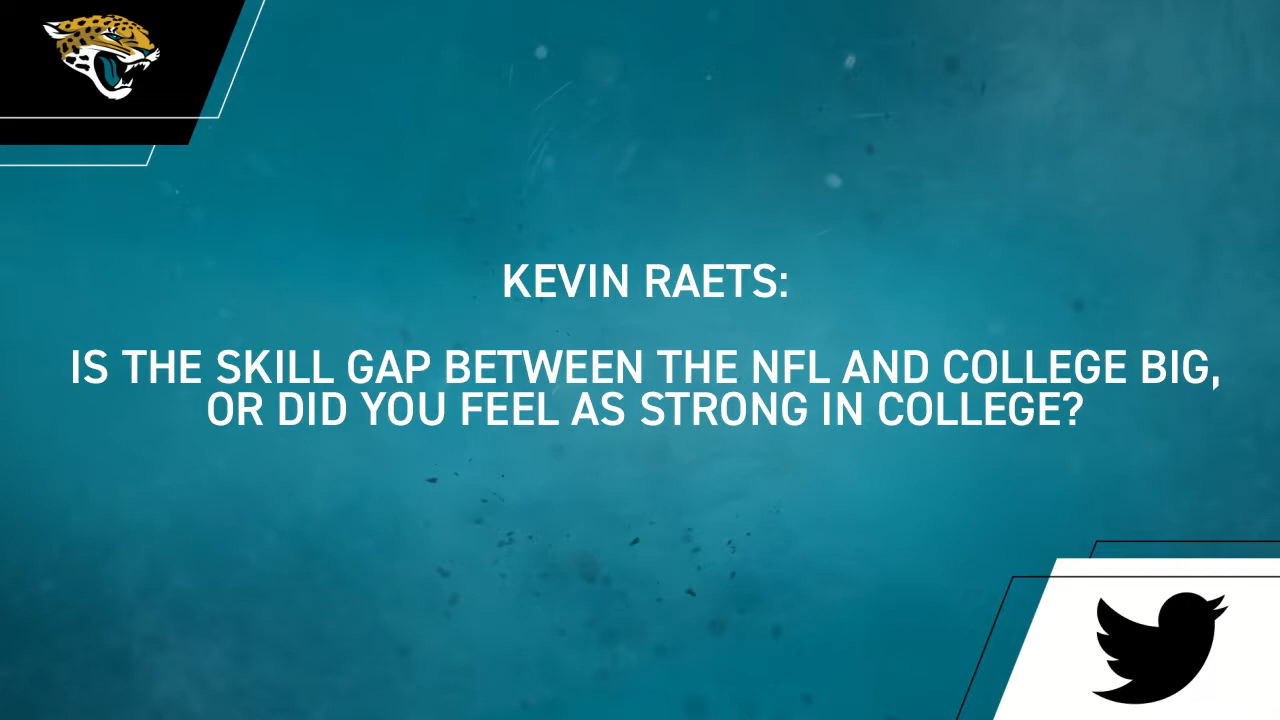 KEVIN RAETS:
IS THE SKILL GAP BETWEEN THE NFL AND COLLEGE BIG,
OR DID YOU FEEL AS STRONG IN COLLEGE?